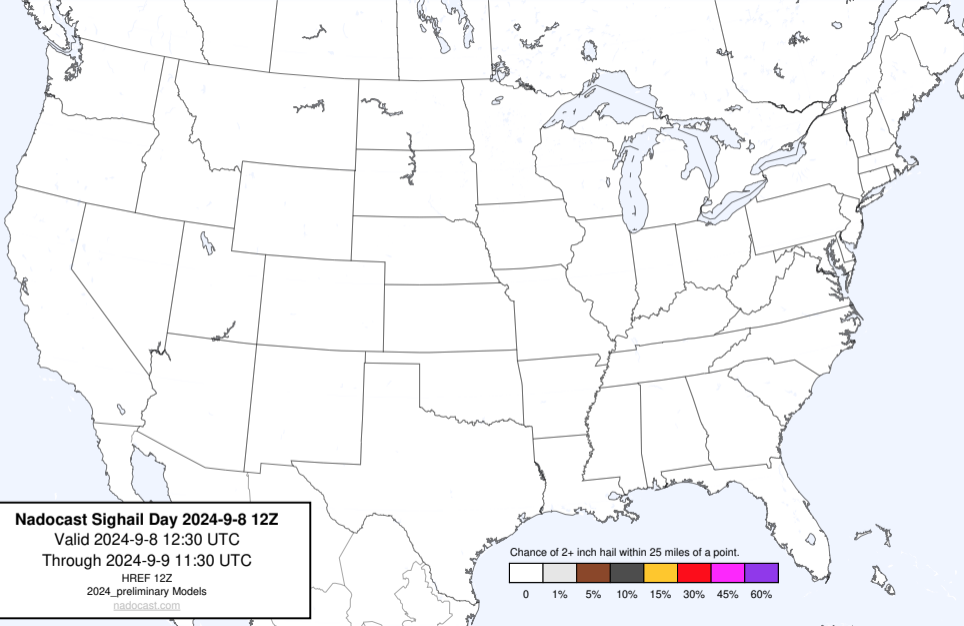 Nadocast Sighail Day 2024-9-8 12Z
Valid 2024-9-8 12:30 UTC
Through 2024-9-9 11:30 UTC
HREF 12Z
2024_preliminary Models
nadocast.com
Chance of 2+ inch hail within 25 miles of a point.
0 1% 5% 10% 15% 30% 45% 60%